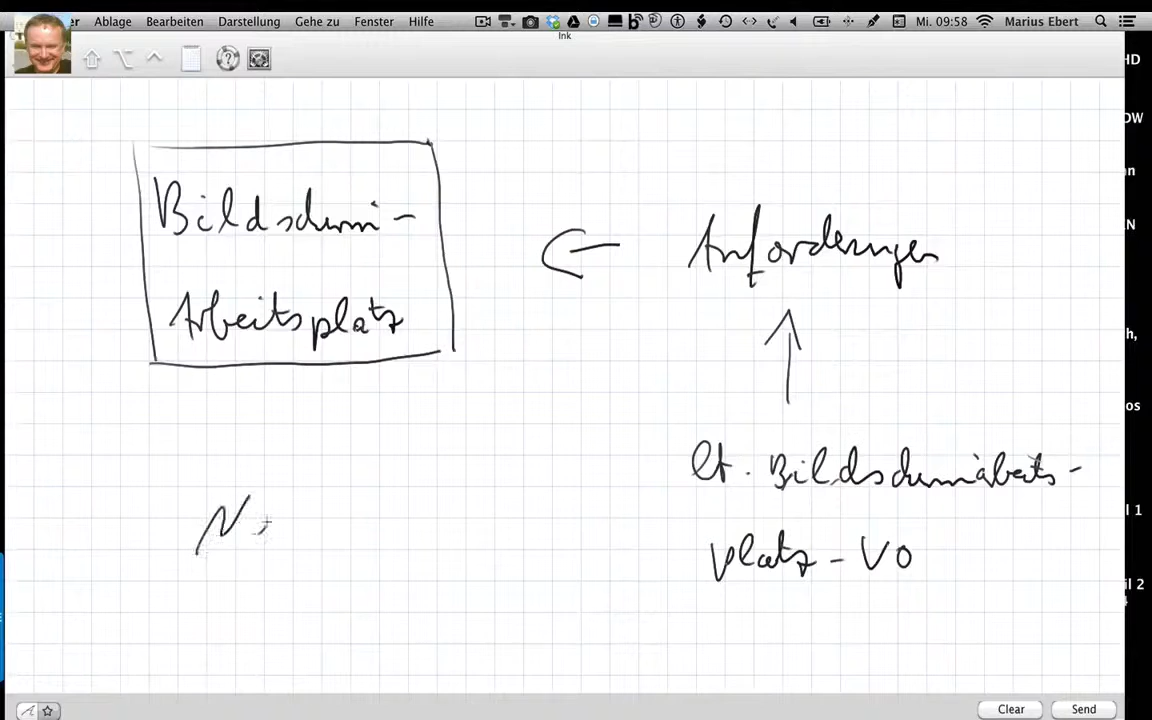 Ablage Bearbeiten Darstellung Gehe zu Fenster Hilfe Mi. 09:58 Marius Ebert
Ink
Bildschirm-
Arbeitsplatz
← Anforderungen
lt. Bildschirmarbeits-
platz-VO
N
Clear Send